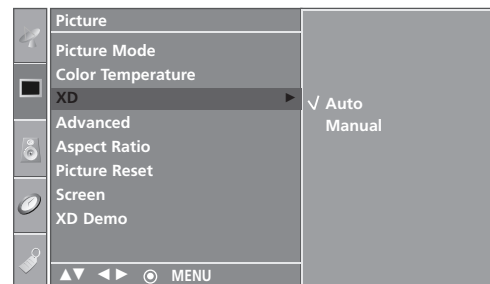 Picture
Picture Mode
Color Temperature
XD ▶
√ Auto
Manual
Advanced
Aspect Ratio
Picture Reset
Screen
XD Demo
▲▼ ◀▶ ◉ MENU